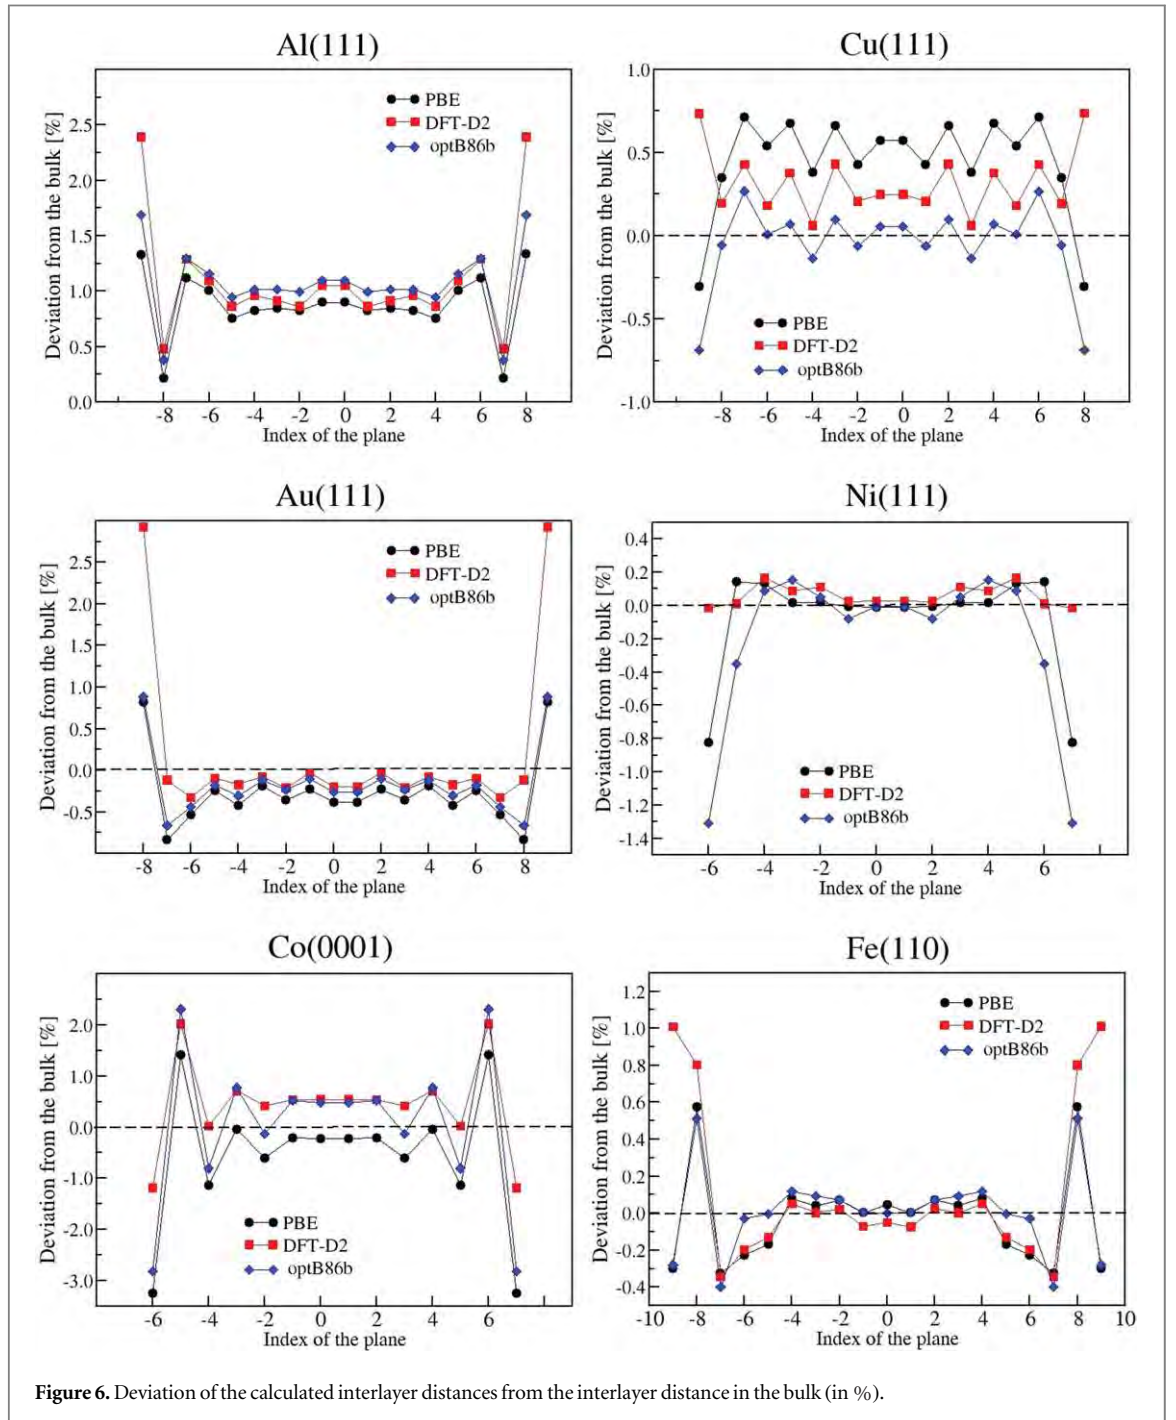 Al(111)
Deviation from the bulk [%]
2.5
2.0
1.5
1.0
0.5
0.0
PBE
DFT-D2
optB86b
-8 -6 -4 -2 0 2 4 6 8
Index of the plane
Cu(111)
Deviation from the bulk [%]
1.0
0.5
0.0
-0.5
-1.0
PBE
DFT-D2
optB86b
-8 -6 -4 -2 0 2 4 6 8
Index of the plane
Au(111)
Deviation from the bulk [%]
2.5
2.0
1.5
1.0
0.5
0.0
-0.5
PBE
DFT-D2
optB86b
-8 -6 -4 -2 0 2 4 6 8
Index of the plane
Ni(111)
Deviation from the bulk [%]
0.4
0.2
0.0
-0.2
-0.4
-0.6
-0.8
-1.0
-1.2
-1.4
PBE
DFT-D2
optB86b
-6 -4 -2 0 2 4 6
Index of the plane
Co(0001)
Deviation from the bulk [%]
2.0
1.0
0.0
-1.0
-2.0
-3.0
PBE
DFT-D2
optB86b
-6 -4 -2 0 2 4 6
Index of the plane
Fe(110)
Deviation from the bulk [%]
1.2
1.0
0.8
0.6
0.4
0.2
0.0
-0.2
-0.4
PBE
DFT-D2
optB86b
-10 -8 -6 -4 -2 0 2 4 6 8 10
Index of the plane
Figure 6. Deviation of the calculated interlayer distances from the interlayer distance in the bulk (in %).